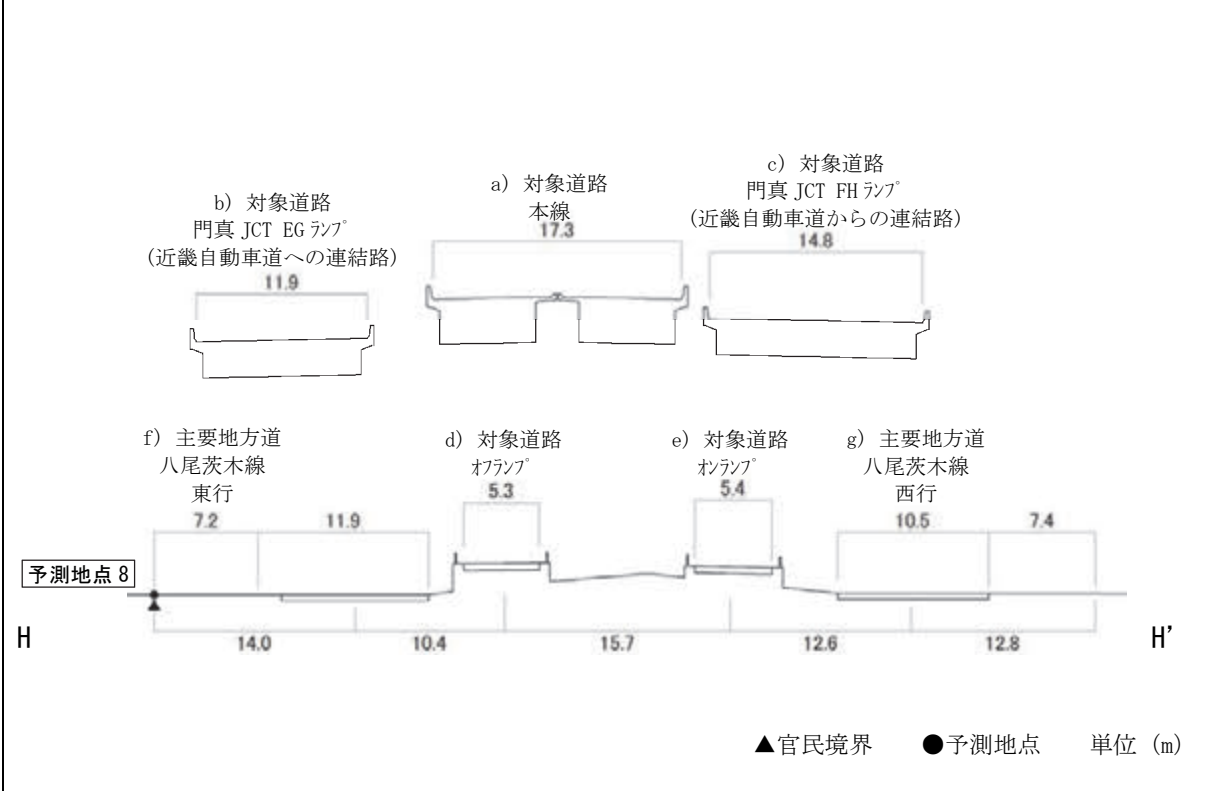 b) 対象道路
門真 JCT EG ランプ
(近畿自動車道への連結路)
11.9
a) 対象道路
本線
17.3
c) 対象道路
門真 JCT FH ランプ
(近畿自動車道からの連結路)
14.8
f) 主要地方道
八尾茨木線
東行
7.2
11.9
d) 対象道路
オフランプ
5.3
e) 対象道路
オンランプ
5.4
g) 主要地方道
八尾茨木線
西行
10.5
7.4
予測地点 8
H
14.0
10.4
15.7
12.6
12.8
H'
▲官民境界 ●予測地点 単位 (m)